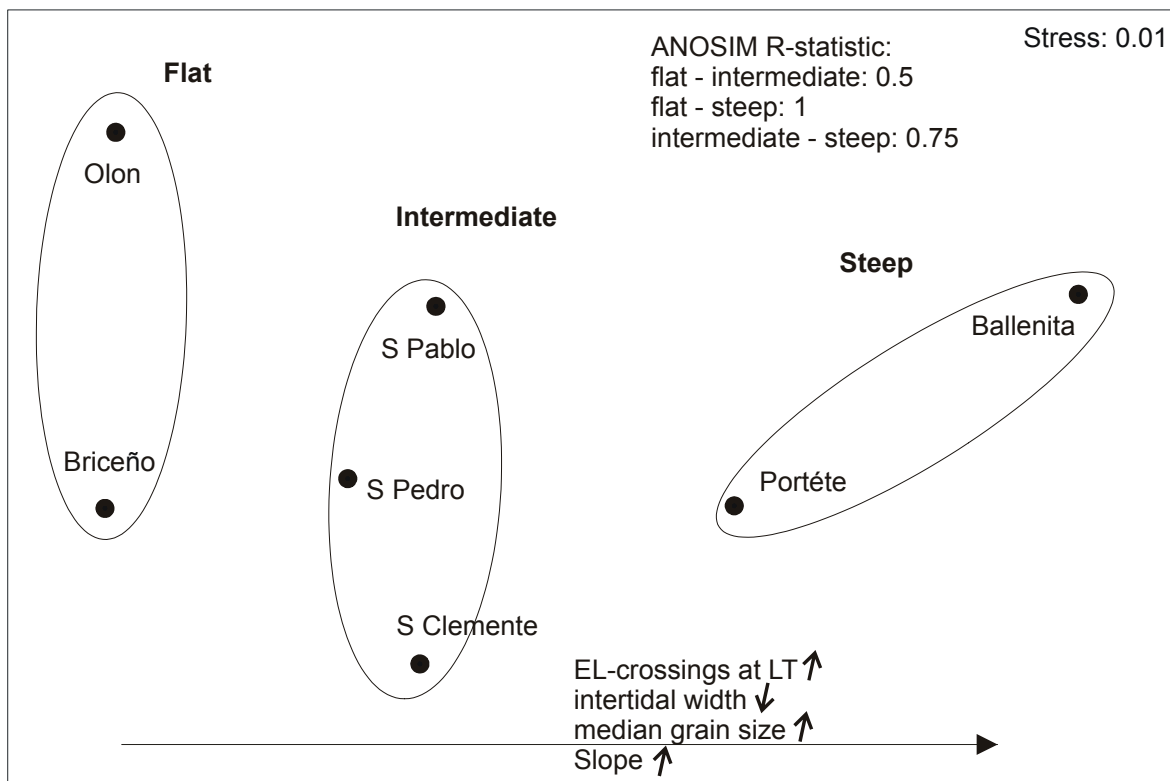 Stress: 0.01
ANOSIM R-statistic:
flat - intermediate: 0.5
flat - steep: 1
intermediate - steep: 0.75
Flat
Olon
Briceño
Intermediate
S Pablo
S Pedro
S Clemente
Steep
Ballenita
Portéte
EL-crossings at LT ↑
intertidal width ↓
median grain size ↑
Slope ↑